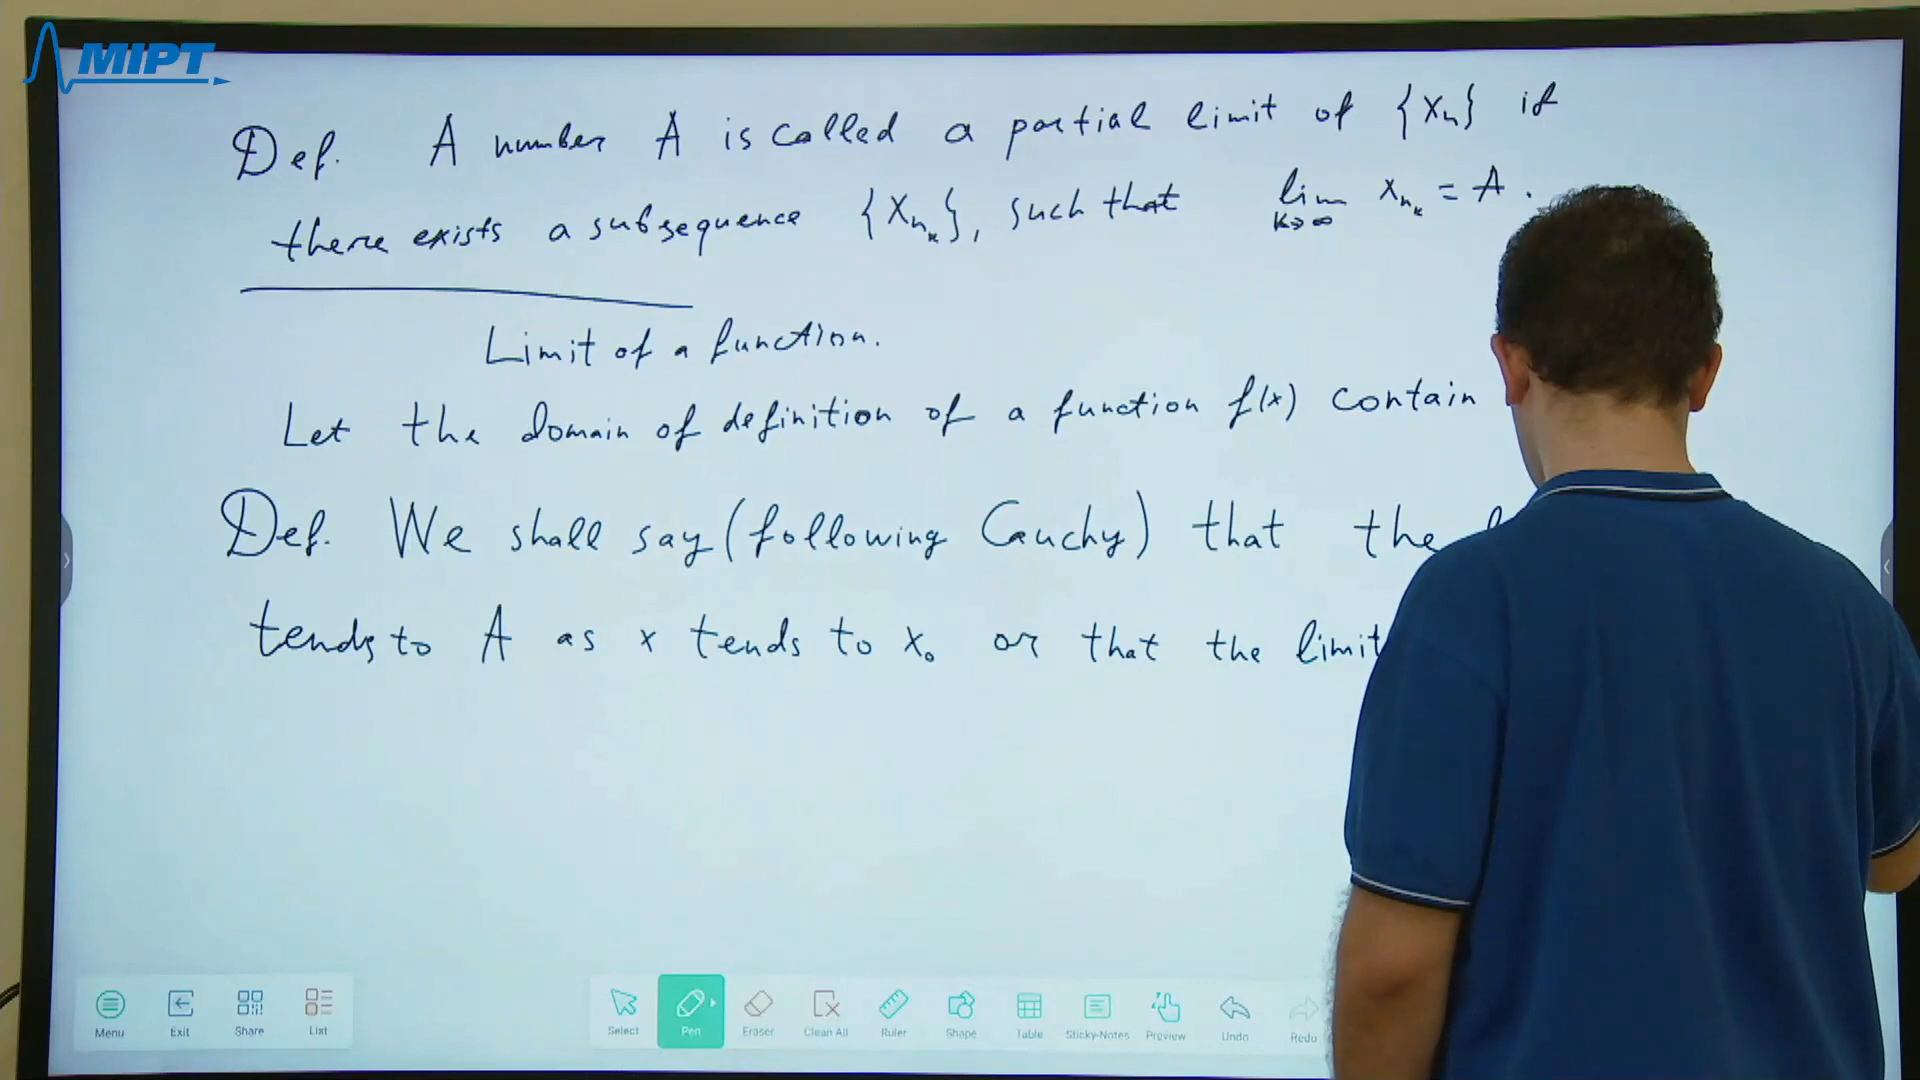 MIPT
Def. A number A is called a partial limit of {xₙ} if
there exists a subsequence {xₙₖ}, such that lim xₙₖ = A.
k→∞
Limit of a function.
Let the domain of definition of a function f(x) contain
Def. We shall say (following Cauchy) that the
tends to A as x tends to x₀ or that the limit
Menu Exit Share List Select Pen Eraser Clean All Ruler Shape Table Sticky-Notes Preview Undo Redo